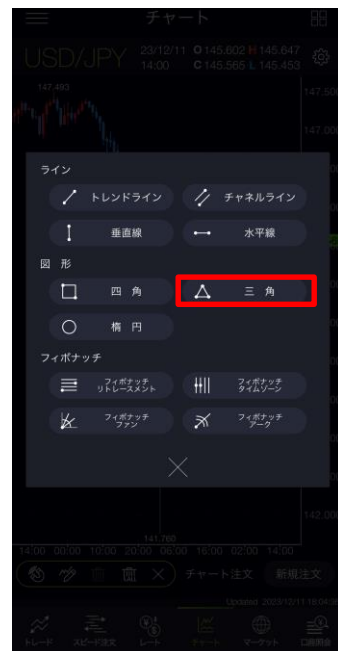 チャート
USD/JPY 23/12/11 O 145.602 H 145.647
14:00 C 145.565 L 145.453
147.493
147.500
147.000
ライン
トレンドライン チャネルライン
垂直線 水平線
図 形
四 角 三 角
楕 円
フィボナッチ
フィボナッチ リトレースメント フィボナッチ タイムゾーン
フィボナッチ ファン フィボナッチ アーク
142.000
141.760
14:00 00:00 10:00 20:00 06:00 16:00 02:00 14:00
チャート注文 新規注文
Updated 2023/12/11 16:04:36
トレード スピード注文 レート チャート マーケット 口座照会